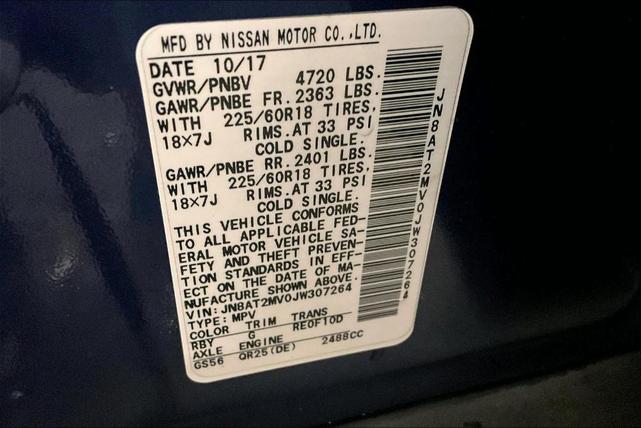 MFD BY NISSAN MOTOR CO.,LTD.
DATE 10/17
GVWR/PNBV 4720 LBS.
GAWR/PNBE FR. 2363 LBS.
WITH 225/60R18 TIRES,
18×7J RIMS.AT 33 PSI
COLD SINGLE.
GAWR/PNBE RR. 2401 LBS.
WITH 225/60R18 TIRES,
18×7J RIMS.AT 33 PSI
COLD SINGLE.
THIS VEHICLE CONFORMS
TO ALL APPLICABLE FED-
ERAL MOTOR VEHICLE SA-
FETY AND THEFT PREVEN-
TION STANDARDS IN EFF-
ECT ON THE DATE OF MA-
NUFACTURE SHOWN ABOVE.
VIN:JN8AT2MV0JW307264
TYPE:MPV
COLOR TRIM TRANS
RBY G RE0F10D
AXLE ENGINE
GS56 QR25(DE) 2488CC
JN8AT2MV0JW307264